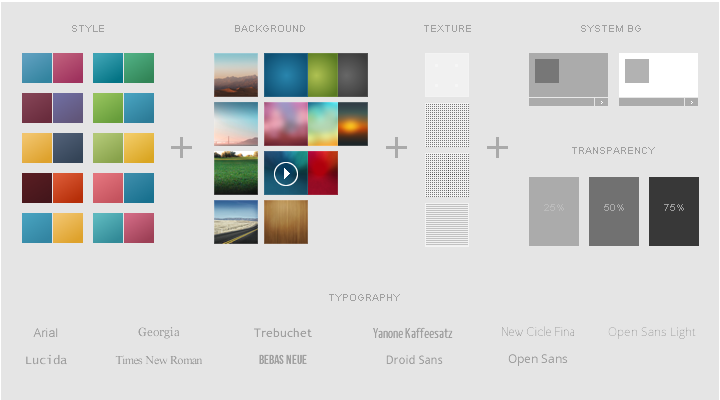 STYLE
BACKGROUND
TEXTURE
SYSTEM BG
TRANSPARENCY
25%
50%
75%
TYPOGRAPHY
Arial
Georgia
Trebuchet
Yanone Kaffeesatz
New Cicle Fina
Open Sans Light
Lucida
Times New Roman
BEBAS NEUE
Droid Sans
Open Sans